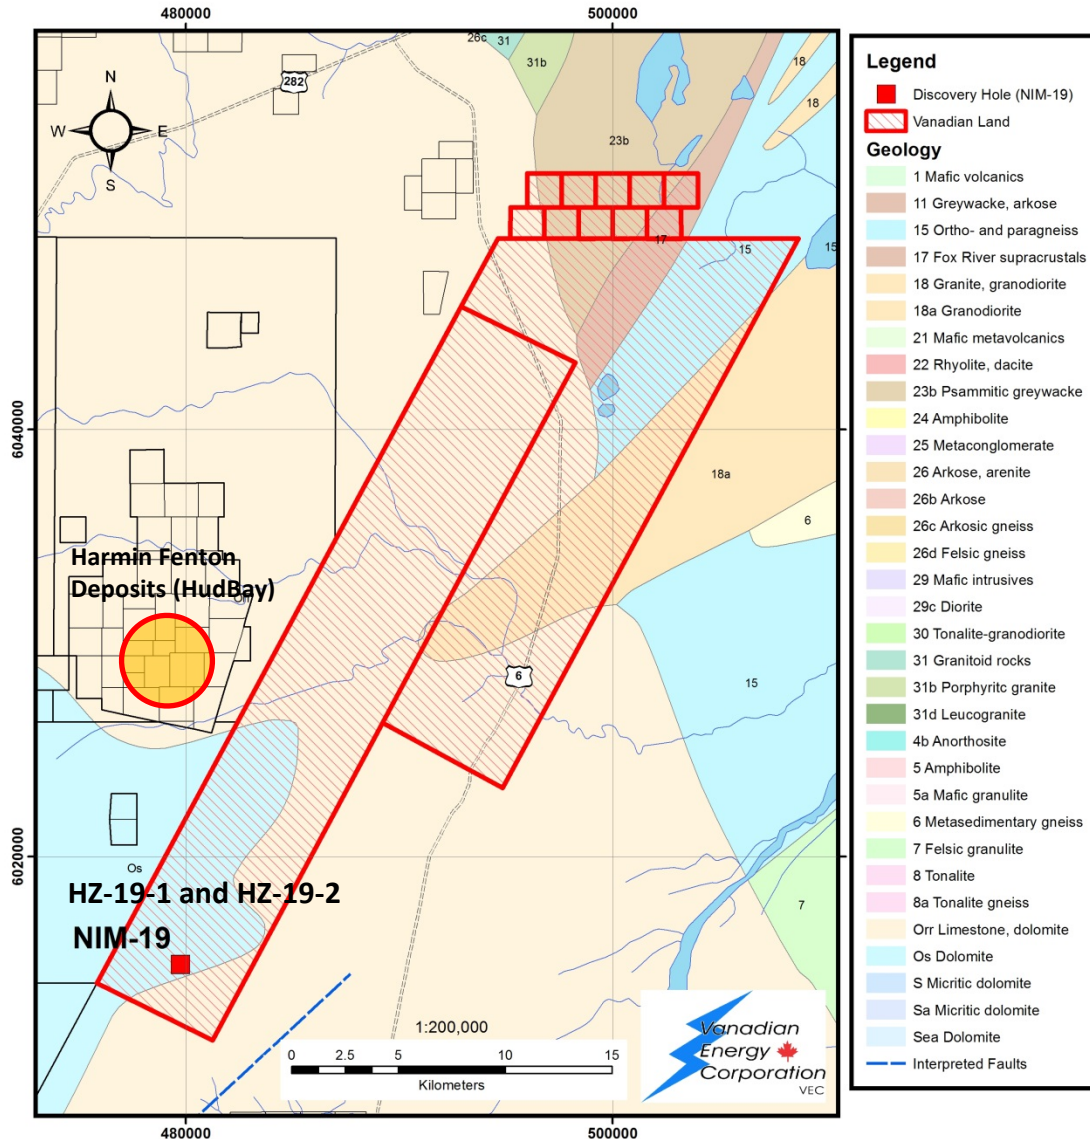 480000
500000
26c
31
31b
282
18
18
N
W
E
S
23b
17
15
15
6040000
18a
6
Harmin Fenton
Deposits (HudBay)
Orr
6
15
6020000
Os
HZ-19-1 and HZ-19-2
NIM-19
7
1:200,000
0
2.5
5
10
15
Kilometers
Vanadian
Energy
Corporation
VEC
480000
500000
Legend
Discovery Hole (NIM-19)
Vanadian Land
Geology
1 Mafic volcanics
11 Greywacke, arkose
15 Ortho- and paragneiss
17 Fox River supracrustals
18 Granite, granodiorite
18a Granodiorite
21 Mafic metavolcanics
22 Rhyolite, dacite
23b Psammitic greywacke
24 Amphibolite
25 Metaconglomerate
26 Arkose, arenite
26b Arkose
26c Arkosic gneiss
26d Felsic gneiss
29 Mafic intrusives
29c Diorite
30 Tonalite-granodiorite
31 Granitoid rocks
31b Porphyritc granite
31d Leucogranite
4b Anorthosite
5 Amphibolite
5a Mafic granulite
6 Metasedimentary gneiss
7 Felsic granulite
8 Tonalite
8a Tonalite gneiss
Orr Limestone, dolomite
Os Dolomite
S Micritic dolomite
Sa Micritic dolomite
Sea Dolomite
Interpreted Faults